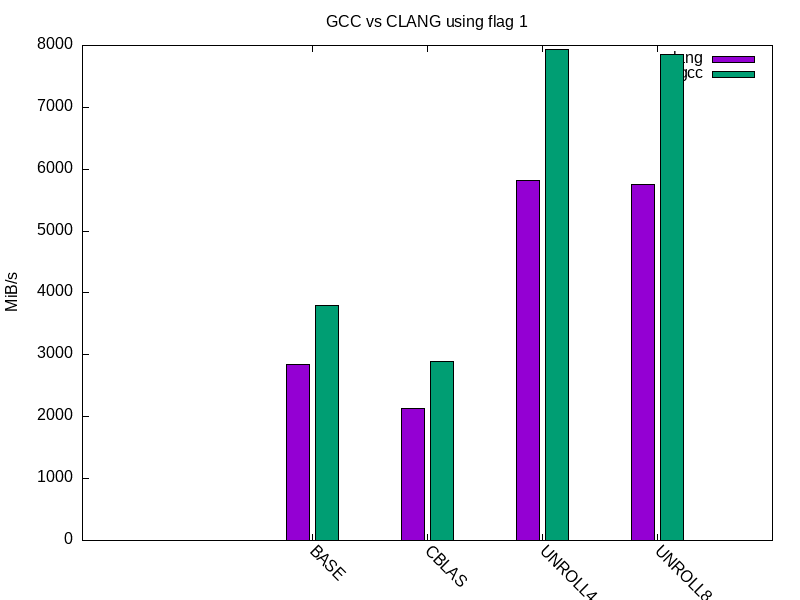 GCC vs CLANG using flag 1
8000
7000
6000
5000
4000
3000
2000
1000
0
MiB/s
gcc
BASE
CBLAS
UNROLL4
UNROLL8